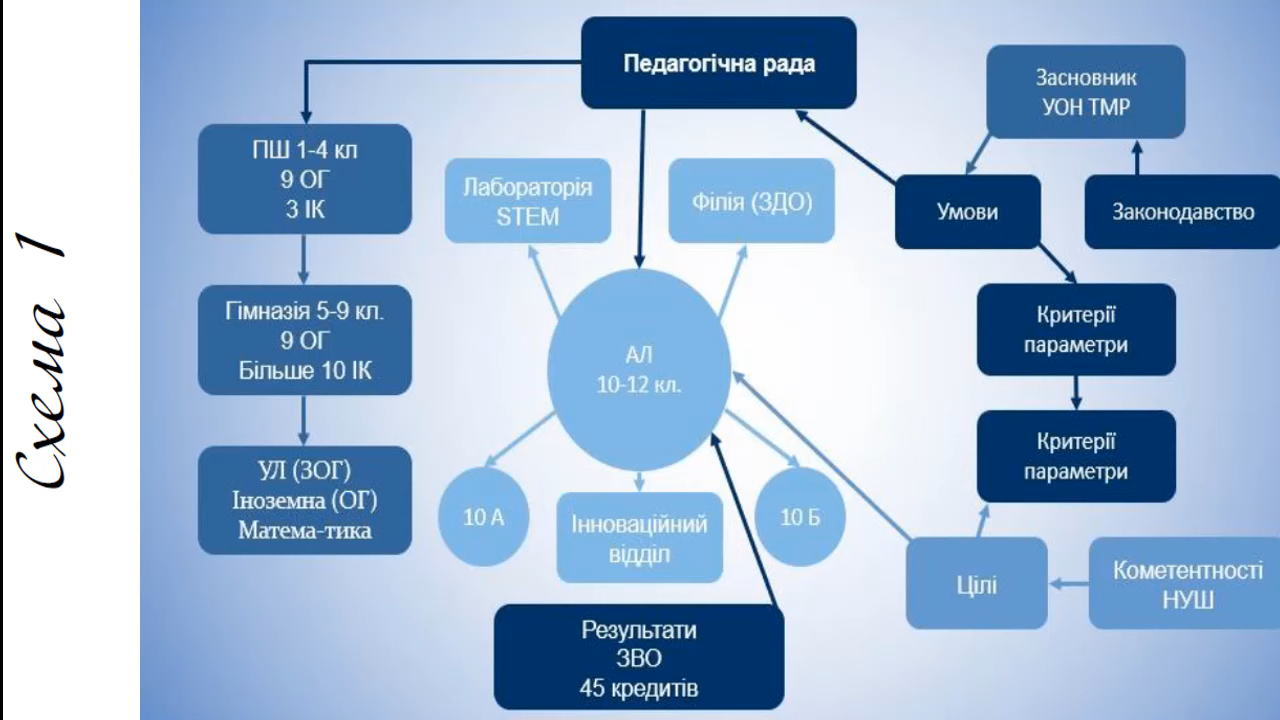 Схема 1
Педагогічна рада
Засновник
УОН ТМР
ПШ 1-4 кл
9 ОГ
3 ІК
Лабораторія
STEM
Філія (ЗДО)
Умови
Законодавство
Гімназія 5-9 кл.
9 ОГ
Більше 10 ІК
АЛ
10-12 кл.
Критерії
параметри
Критерії
параметри
УЛ (ЗОГ)
Іноземна (ОГ)
Матема-тика
10 А
Інноваційний
відділ
10 Б
Цілі
Кометентності
НУШ
Результати
ЗВО
45 кредитів